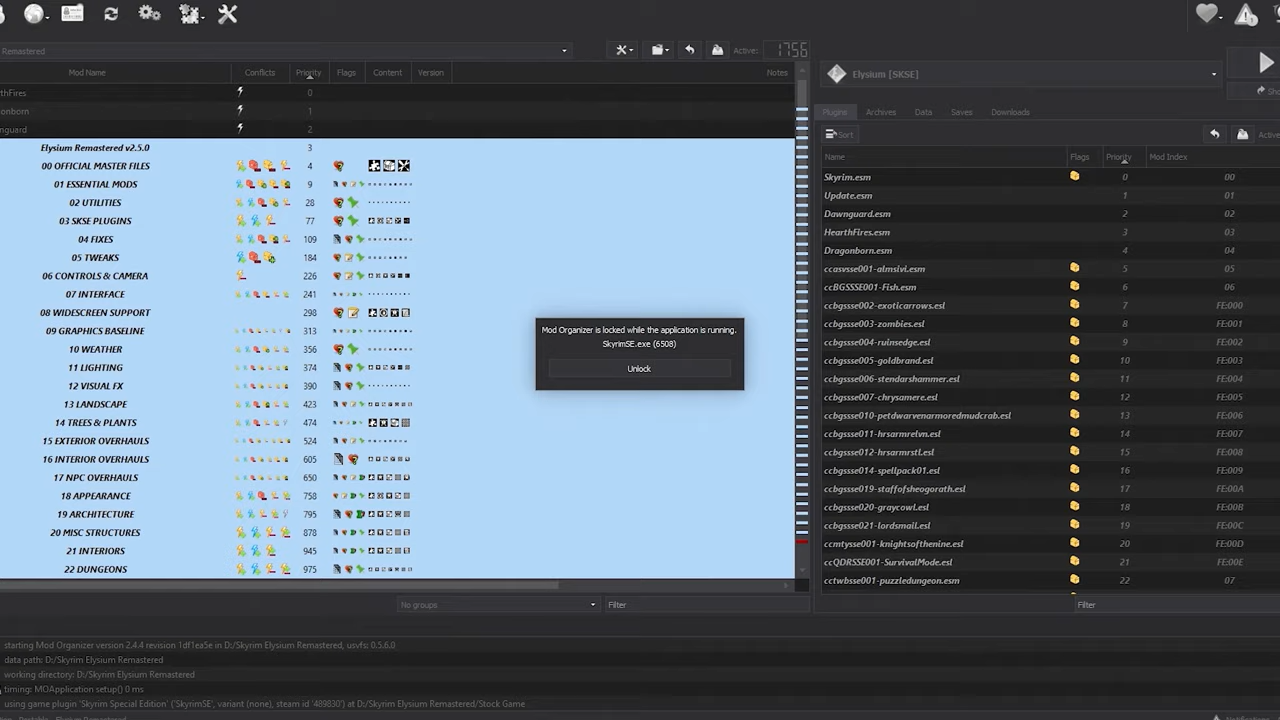 Remastered
Active: 1756
Mod Name Conflicts Priority Flags Content Version Notes
rthFires 0
onborn 1
nguard 2
Elysium Remastered v2.5.0 3
00 OFFICIAL MASTER FILES 4
01 ESSENTIAL MODS 9
02 UTILITIES 28
03 SKSE PLUGINS 77
04 FIXES 109
05 TWEAKS 184
06 CONTROLS & CAMERA 226
07 INTERFACE 241
08 WIDESCREEN SUPPORT 298
09 GRAPHICS BASELINE 313
10 WEATHER 356
11 LIGHTING 374
12 VISUAL FX 390
13 LANDSCAPE 423
14 TREES & PLANTS 474
15 EXTERIOR OVERHAULS 524
16 INTERIOR OVERHAULS 605
17 NPC OVERHAULS 650
18 APPEARANCE 758
19 ARCHITECTURE 795
20 MISC STRUCTURES 878
21 INTERIORS 945
22 DUNGEONS 975
No groups
Filter
Mod Organizer is locked while the application is running.
SkyrimSE.exe (6508)
Unlock
Elysium [SKSE]
Sho
Plugins Archives Data Saves Downloads
Sort
Active
Name Flags Priority Mod Index
Skyrim.esm 0 00
Update.esm 1 01
Dawnguard.esm 2 02
HearthFires.esm 3 03
Dragonborn.esm 4 04
ccasvsse001-almsivi.esm 5 05
ccBGSSSE001-Fish.esm 6 06
ccbgssse002-exoticarrows.esl 7 FE:000
ccbgssse003-zombies.esl 8 FE:001
ccbgssse004-ruinsedge.esl 9 FE:002
ccbgssse005-goldbrand.esl 10 FE:003
ccbgssse006-stendarshammer.esl 11 FE:004
ccbgssse007-chrysamere.esl 12 FE:005
ccbgssse010-petdwarvenarmoredmudcrab.esl 13 FE:006
ccbgssse011-hrsarmrelvn.esl 14 FE:007
ccbgssse012-hrsarmrstl.esl 15 FE:008
ccbgssse014-spellpack01.esl 16 FE:009
ccbgssse019-staffofsheogorath.esl 17 FE:00A
ccbgssse020-graycowl.esl 18 FE:00B
ccbgssse021-lordsmail.esl 19 FE:00C
ccmtysse001-knightsofthenine.esl 20 FE:00D
ccQDRSSE001-SurvivalMode.esl 21 FE:00E
cctwbsse001-puzzledungeon.esm 22 07
Filter
starting Mod Organizer version 2.4.4 revision 1df1ea5e in D:/Skyrim Elysium Remastered, usvfs: 0.5.6.0
data path: D:/Skyrim Elysium Remastered
working directory: D:/Skyrim Elysium Remastered
timing: MOApplication setup() 0 ms
using game plugin 'Skyrim Special Edition' ('SkyrimSE', variant (none), steam id '489830') at D:/Skyrim Elysium Remastered/Stock Game